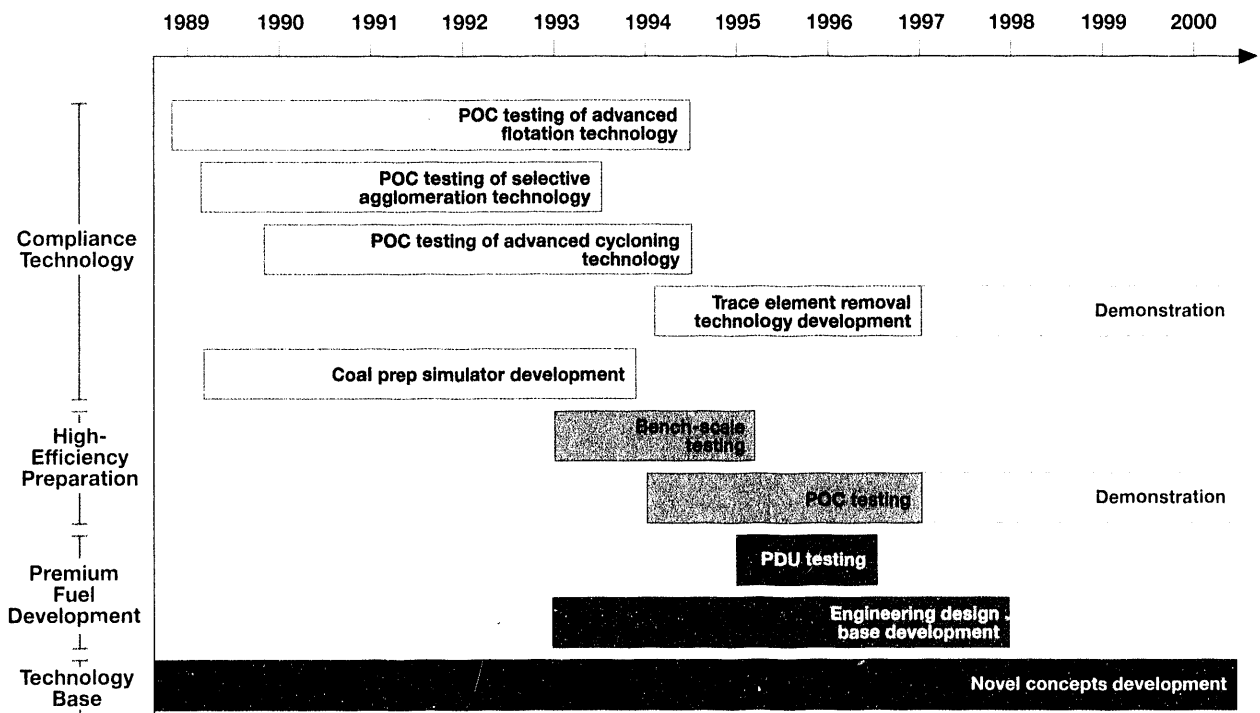 1989 1990 1991 1992 1993 1994 1995 1996 1997 1998 1999 2000
Compliance
Technology
POC testing of advanced
flotation technology
POC testing of selective
agglomeration technology
POC testing of advanced cycloning
technology
Trace element removal
technology development
Demonstration
Coal prep simulator development
High-
Efficiency
Preparation
Bench-scale
testing
POC testing
Demonstration
Premium
Fuel
Development
PDU testing
Engineering design
base development
Technology
Base
Novel concepts development